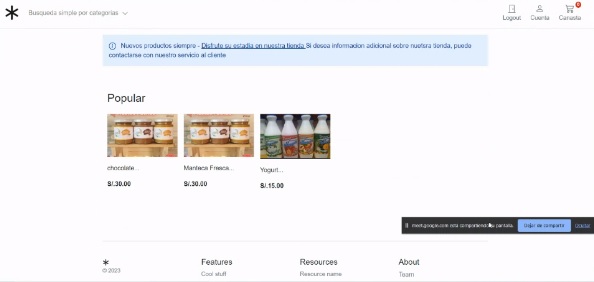 Busqueda simple por categorias
Logout
Cuenta
0
Canasta
Nuevos productos siempre - Disfrute su estadia en nuestra tienda Si desea informacion adicional sobre nuetsra tienda, puede
contactarse con nuestro servicio al cliente
Popular
chocolate...
Manteca Fresca...
Yogurt...
S/.30.00
S/.30.00
S/.15.00
meet.google.com está compartiendo tu pantalla.
Dejar de compartir
Ocultar
© 2023
Features
Resources
About
Cool stuff
Resource name
Team